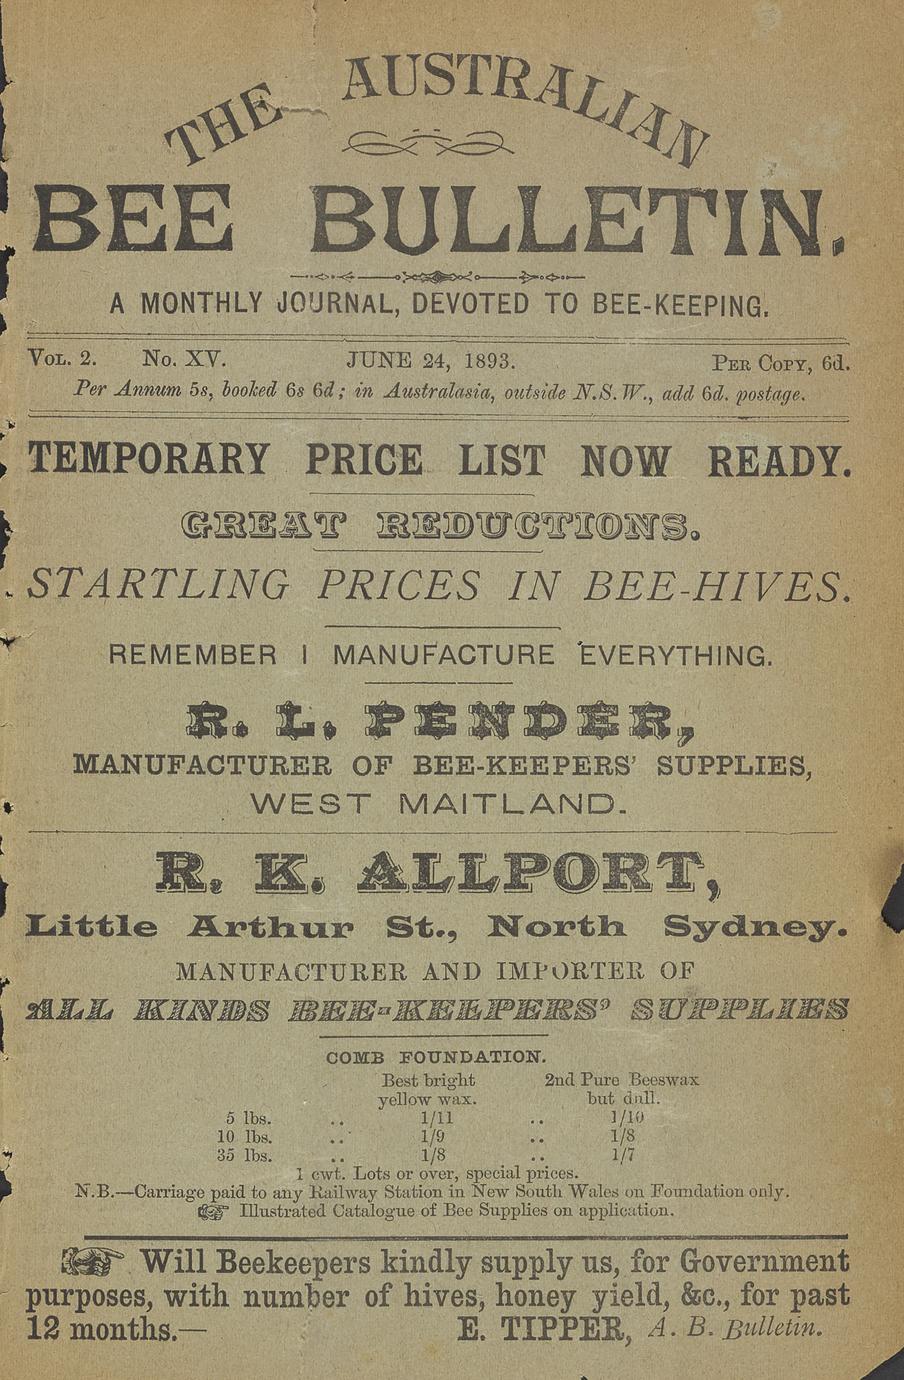 THE AUSTRALIAN
BEE BULLETIN.
A MONTHLY JOURNAL, DEVOTED TO BEE-KEEPING.
VOL. 2. No. XV. JUNE 24, 1893. PER COPY, 6d.
Per Annum 5s, booked 6s 6d; in Australasia, outside N.S.W., add 6d. postage.
TEMPORARY PRICE LIST NOW READY.
GREAT REDUCTIONS.
STARTLING PRICES IN BEE-HIVES.
REMEMBER I MANUFACTURE EVERYTHING.
R. L. PENDER,
MANUFACTURER OF BEE-KEEPERS' SUPPLIES,
WEST MAITLAND.
R. K. ALLPORT,
Little Arthur St., North Sydney.
MANUFACTURER AND IMPORTER OF
ALL KINDS BEE-KEEPERS' SUPPLIES
COMB FOUNDATION.
Best bright 2nd Pure Beeswax
yellow wax. but dull.
5 lbs. .. 1/11 .. 1/10
10 lbs. .. 1/9 .. 1/8
35 lbs. .. 1/8 .. 1/7
1 cwt. Lots or over, special prices.
N.B.—Carriage paid to any Railway Station in New South Wales on Foundation only.
☞ Illustrated Catalogue of Bee Supplies on application.
☞ Will Beekeepers kindly supply us, for Government
purposes, with number of hives, honey yield, &c., for past
12 months.— E. TIPPER, A. B. Bulletin.